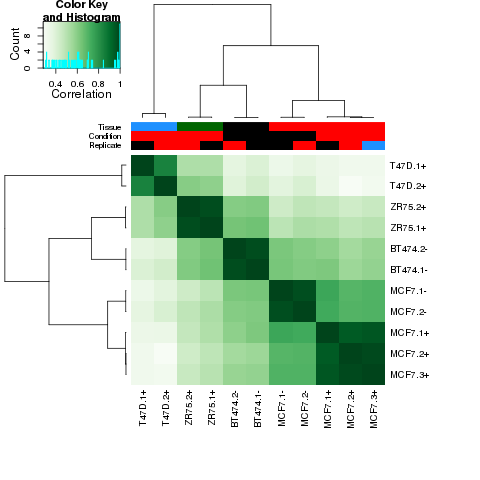 Color Key
and Histogram
Count
0 4 8
0.4 0.6 0.8 1
Correlation
Tissue
Condition
Replicate
T47D.1+
T47D.2+
ZR75.2+
ZR75.1+
BT474.2-
BT474.1-
MCF7.1-
MCF7.2-
MCF7.1+
MCF7.2+
MCF7.3+
T47D.1+
T47D.2+
ZR75.2+
ZR75.1+
BT474.2-
BT474.1-
MCF7.1-
MCF7.2-
MCF7.1+
MCF7.2+
MCF7.3+